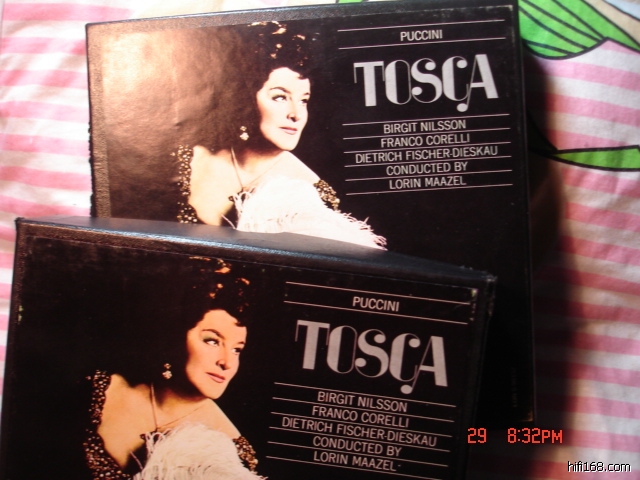 PUCCINI
TOSCA
BIRGIT NILSSON
FRANCO CORELLI
DIETRICH FISCHER-DIESKAU
CONDUCTED BY
LORIN MAAZEL
PUCCINI
TOSCA
BIRGIT NILSSON
FRANCO CORELLI
DIETRICH FISCHER-DIESKAU
CONDUCTED BY
LORIN MAAZEL
29 8:32PM
hifi168.com